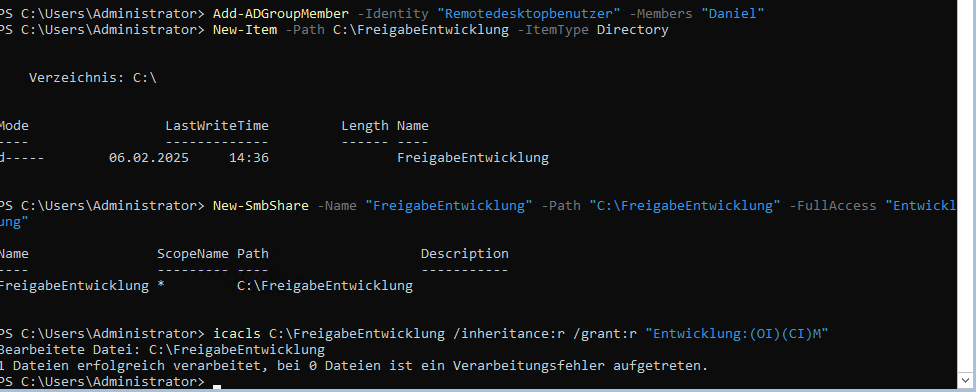 PS C:\Users\Administrator> Add-ADGroupMember -Identity "Remotedesktopbenutzer" -Members "Daniel"
PS C:\Users\Administrator> New-Item -Path C:\FreigabeEntwicklung -ItemType Directory
Verzeichnis: C:\
Mode LastWriteTime Length Name
---- ------------- ------ ----
d----- 06.02.2025 14:36 FreigabeEntwicklung
PS C:\Users\Administrator> New-SmbShare -Name "FreigabeEntwicklung" -Path "C:\FreigabeEntwicklung" -FullAccess "Entwickl
ung"
Name ScopeName Path Description
---- --------- ---- -----------
FreigabeEntwicklung * C:\FreigabeEntwicklung
PS C:\Users\Administrator> icacls C:\FreigabeEntwicklung /inheritance:r /grant:r "Entwicklung:(OI)(CI)M"
Bearbeitete Datei: C:\FreigabeEntwicklung
1 Dateien erfolgreich verarbeitet, bei 0 Dateien ist ein Verarbeitungsfehler aufgetreten.
PS C:\Users\Administrator>